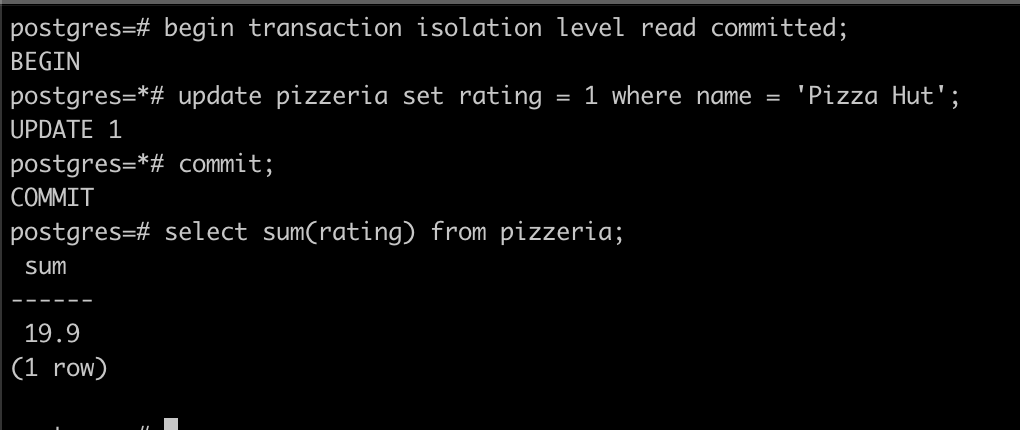 postgres=# begin transaction isolation level read committed;
BEGIN
postgres=*# update pizzeria set rating = 1 where name = 'Pizza Hut';
UPDATE 1
postgres=*# commit;
COMMIT
postgres=# select sum(rating) from pizzeria;
 sum
------
 19.9
(1 row)